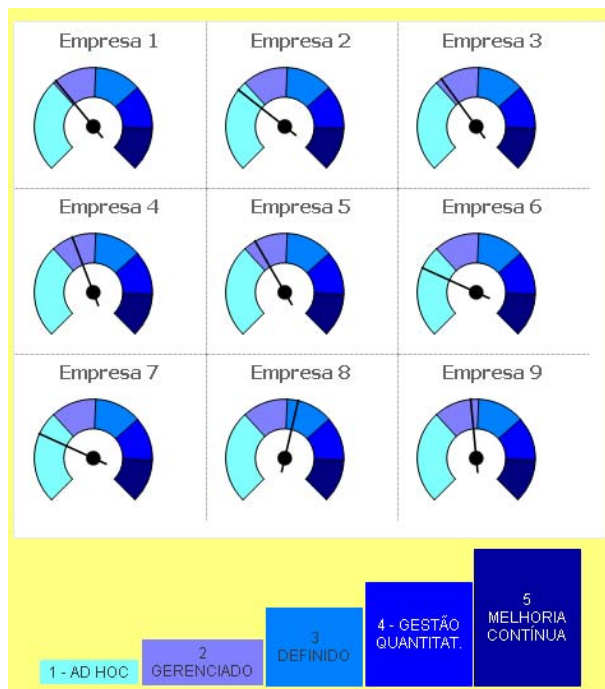 Empresa 1
Empresa 2
Empresa 3
Empresa 4
Empresa 5
Empresa 6
Empresa 7
Empresa 8
Empresa 9
1 - AD HOC
2
GERENCIADO
3
DEFINIDO
4 - GESTÃO
QUANTITAT.
5
MELHORIA
CONTÍNUA